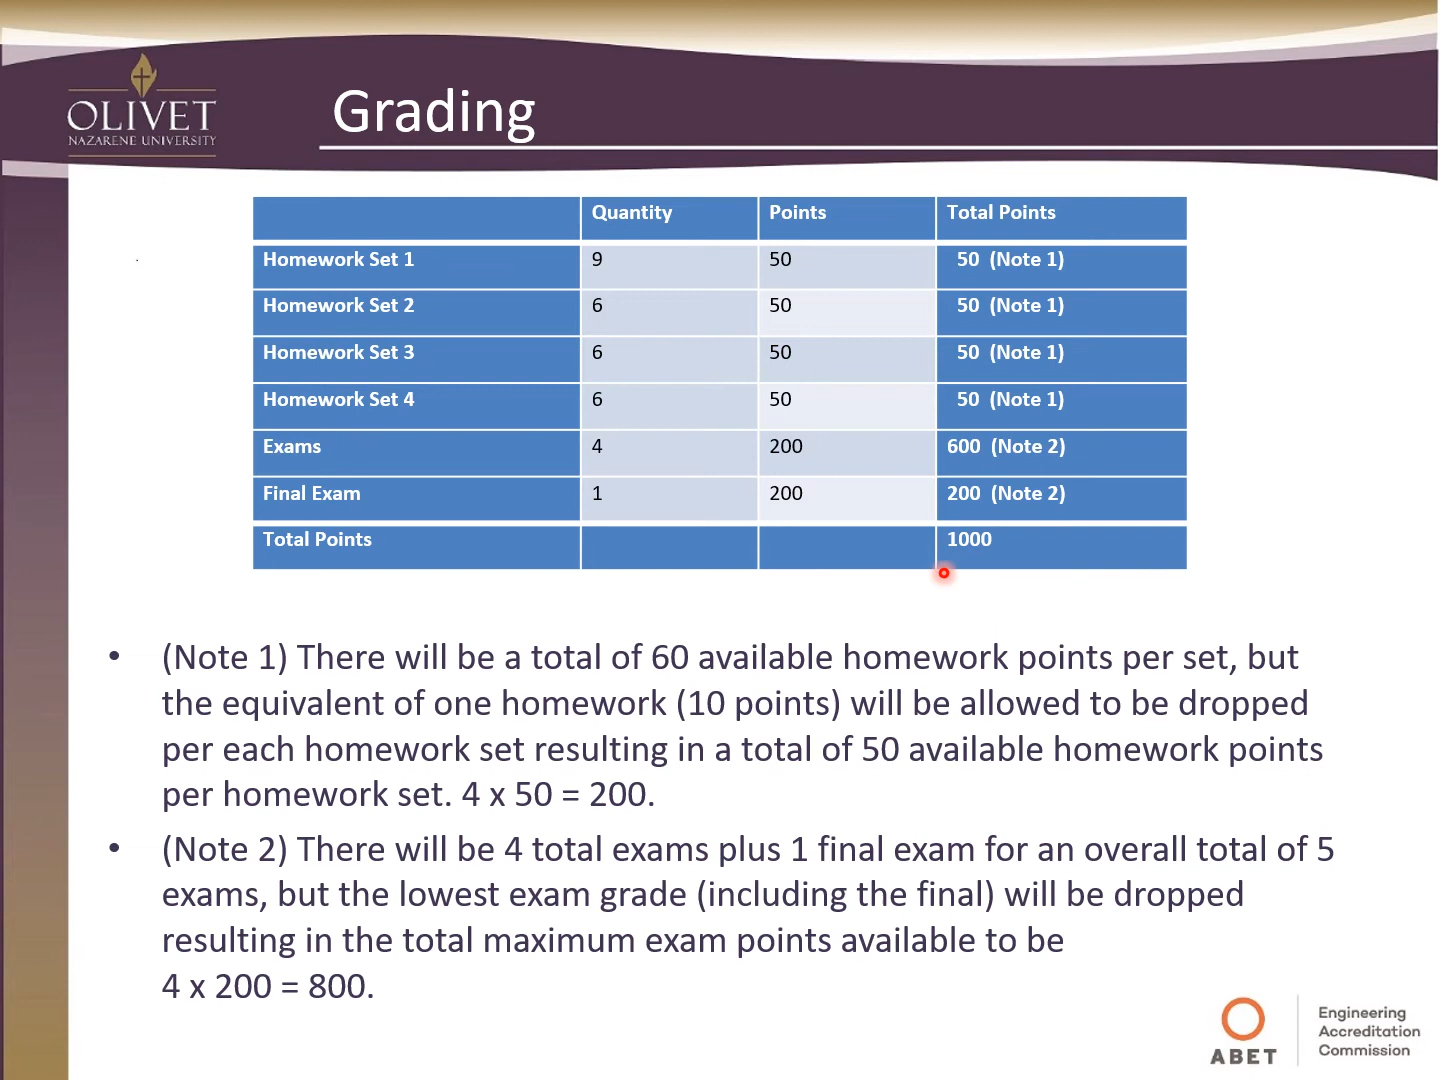 OLIVET
NAZARENE UNIVERSITY
Grading
Quantity Points Total Points
Homework Set 1 9 50 50 (Note 1)
Homework Set 2 6 50 50 (Note 1)
Homework Set 3 6 50 50 (Note 1)
Homework Set 4 6 50 50 (Note 1)
Exams 4 200 600 (Note 2)
Final Exam 1 200 200 (Note 2)
Total Points 1000
• (Note 1) There will be a total of 60 available homework points per set, but
the equivalent of one homework (10 points) will be allowed to be dropped
per each homework set resulting in a total of 50 available homework points
per homework set. 4 x 50 = 200.
• (Note 2) There will be 4 total exams plus 1 final exam for an overall total of 5
exams, but the lowest exam grade (including the final) will be dropped
resulting in the total maximum exam points available to be
4 x 200 = 800.
ABET
Engineering
Accreditation
Commission